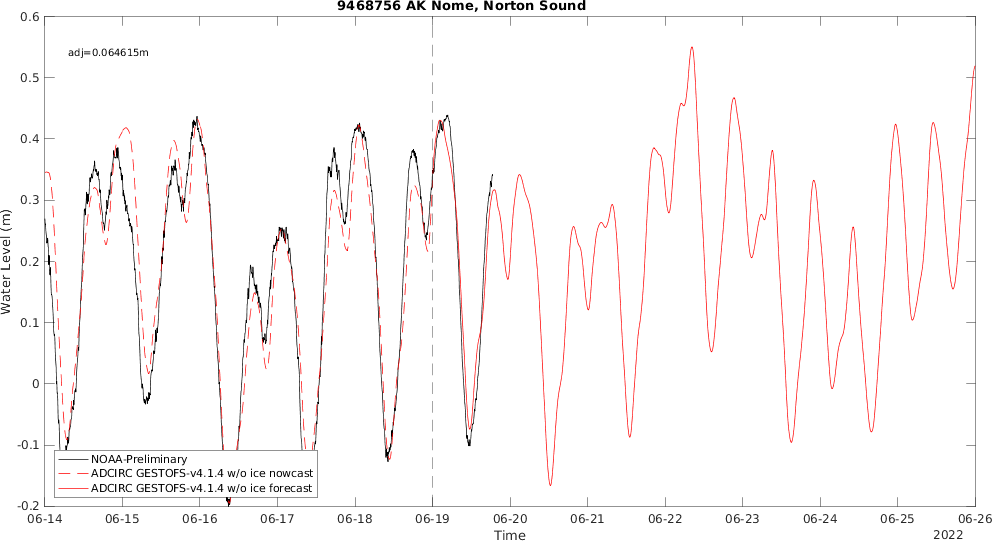 9468756 AK Nome, Norton Sound
adj=0.064615m
0.6
0.5
0.4
0.3
0.2
0.1
0
-0.1
-0.2
Water Level (m)
NOAA-Preliminary
ADCIRC GESTOFS-v4.1.4 w/o ice nowcast
ADCIRC GESTOFS-v4.1.4 w/o ice forecast
06-14 06-15 06-16 06-17 06-18 06-19 06-20 06-21 06-22 06-23 06-24 06-25 06-26
Time
2022